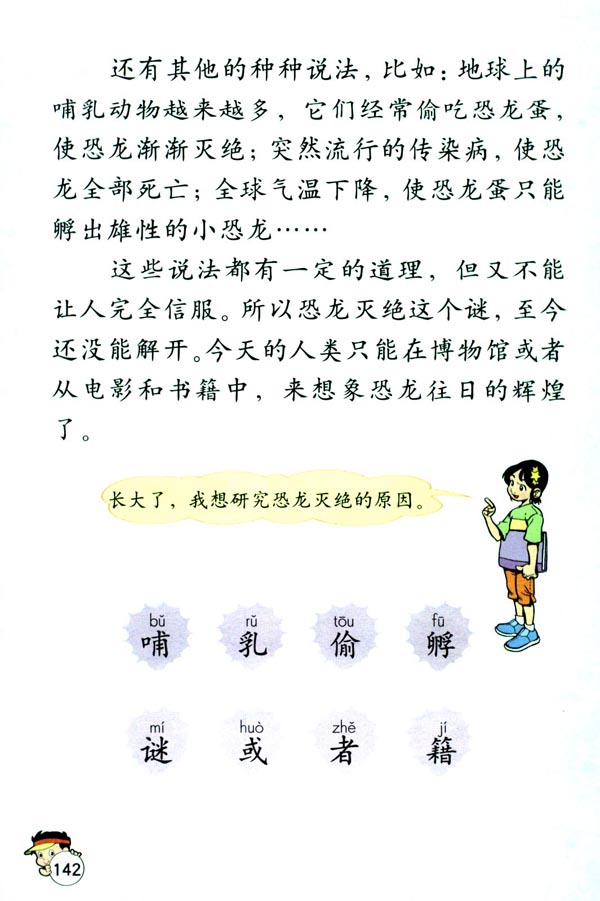 还有其他的种种说法，比如：地球上的
哺乳动物越来越多，它们经常偷吃恐龙蛋，
使恐龙渐渐灭绝；突然流行的传染病，使恐
龙全部死亡；全球气温下降，使恐龙蛋只能
孵出雄性的小恐龙……
这些说法都有一定的道理，但又不能
让人完全信服。所以恐龙灭绝这个谜，至今
还没能解开。今天的人类只能在博物馆或者
从电影和书籍中，来想象恐龙往日的辉煌
了。
长大了，我想研究恐龙灭绝的原因。
bǔ rǔ tōu fū
哺 乳 偷 孵
mí huò zhě jí
谜 或 者 籍
142